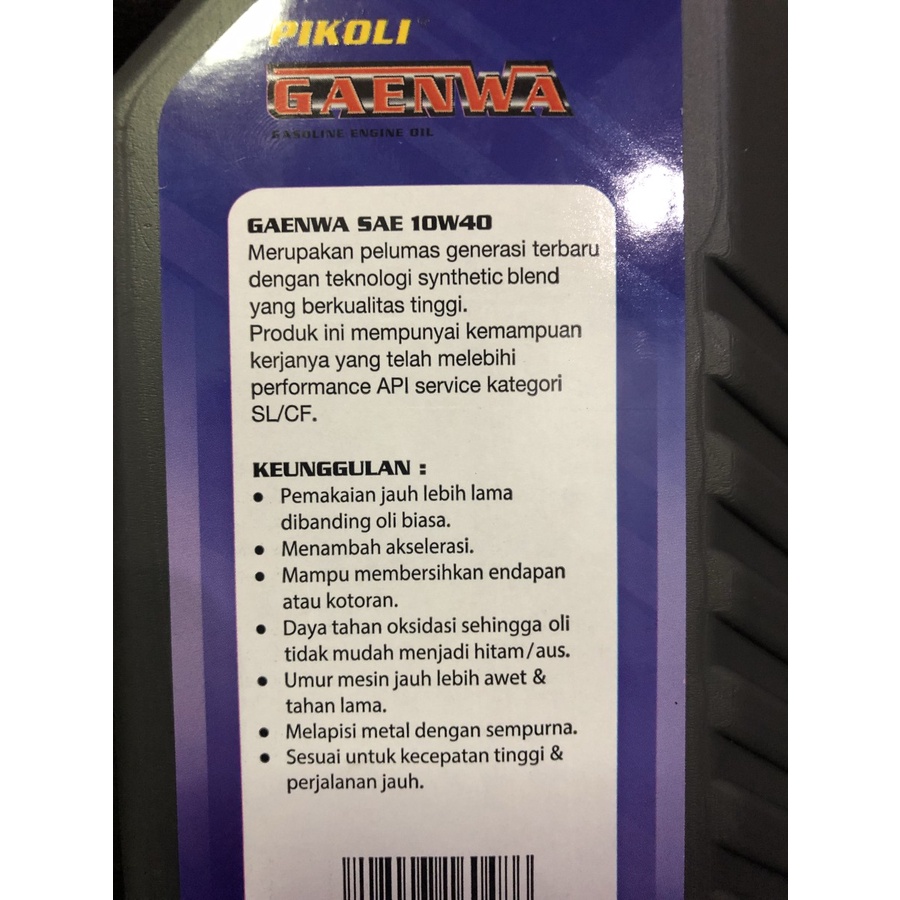 PIKOLI
GAENWA
GASOLINE ENGINE OIL
GAENWA SAE 10W40
Merupakan pelumas generasi terbaru
dengan teknologi synthetic blend
yang berkualitas tinggi.
Produk ini mempunyai kemampuan
kerjanya yang telah melebihi
performance API service kategori
SL/CF.
KEUNGGULAN :
• Pemakaian jauh lebih lama
dibanding oli biasa.
• Menambah akselerasi.
• Mampu membersihkan endapan
atau kotoran.
• Daya tahan oksidasi sehingga oli
tidak mudah menjadi hitam/aus.
• Umur mesin jauh lebih awet &
tahan lama.
• Melapisi metal dengan sempurna.
• Sesuai untuk kecepatan tinggi &
perjalanan jauh.